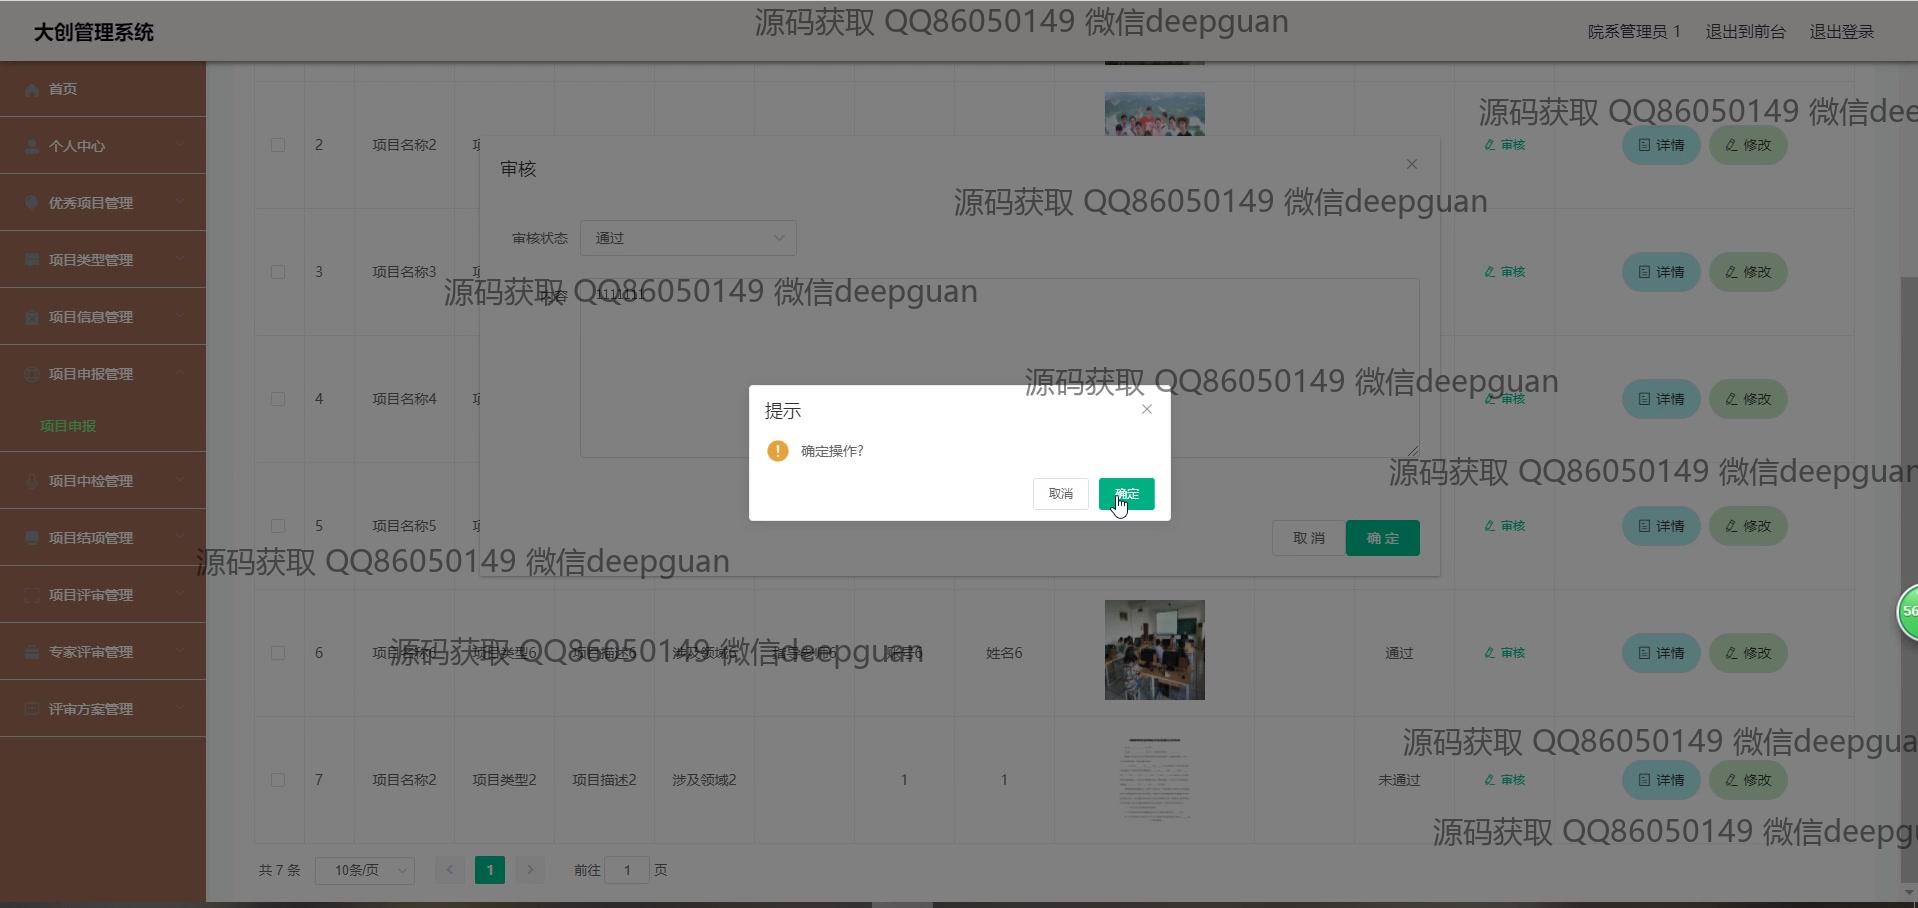 大创管理系统
源码获取 QQ86050149 微信deepguan
院系管理员 1
退出到前台
退出登录
首页
个人中心
优秀项目管理
项目类型管理
项目信息管理
项目申报管理
项目申报
项目中检管理
项目结项管理
项目评审管理
专家评审管理
评审方案管理
源码获取 QQ86050149 微信dee
2 项目名称2 审核 详情 修改
审核
源码获取 QQ86050149 微信deepguan
审核状态 通过
3 项目名称3 审核 详情 修改
源码获取 QQ86050149 微信deepguan
内容
源码获取 QQ86050149 微信deepguan
4 项目名称4 审核 详情 修改
提示
确定操作?
取消 确定
源码获取 QQ86050149 微信deepguan
5 项目名称5 审核 详情 修改
取 消 确 定
源码获取 QQ86050149 微信deepguan
56
源码获取 QQ86050149 微信deepguan
6 项目名称6 项目类型6 项目描述6 涉及领域6 姓名6 通过 审核 详情 修改
源码获取 QQ86050149 微信deepgua
7 项目名称2 项目类型2 项目描述2 涉及领域2 1 1 未通过 审核 详情 修改
源码获取 QQ86050149 微信deepgu
共 7 条 10条/页 1 前往 1 页